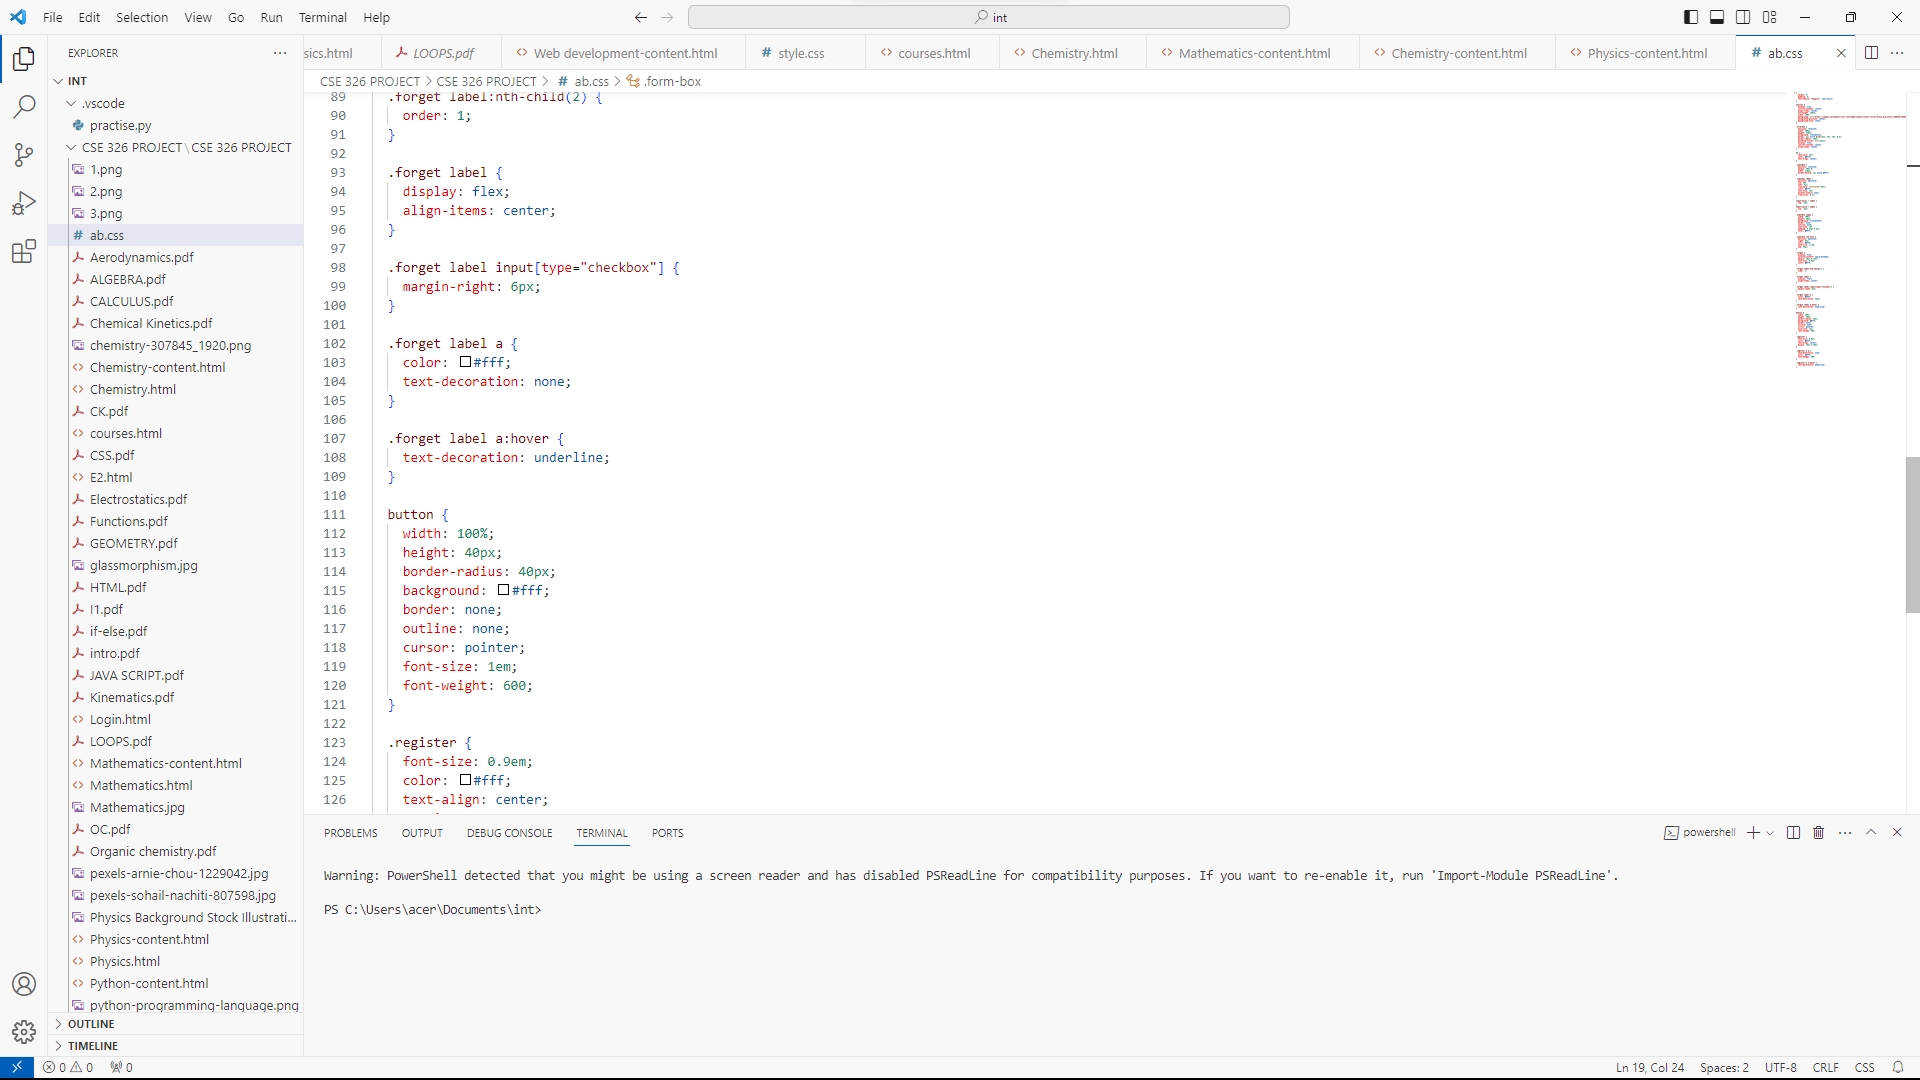 File Edit Selection View Go Run Terminal Help
int
EXPLORER
sics.html LOOPS.pdf Web development-content.html style.css courses.html Chemistry.html Mathematics-content.html Chemistry-content.html Physics-content.html ab.css
CSE 326 PROJECT > CSE 326 PROJECT > # ab.css > .form-box
INT
.vscode
practise.py
CSE 326 PROJECT \ CSE 326 PROJECT
1.png
2.png
3.png
# ab.css
Aerodynamics.pdf
ALGEBRA.pdf
CALCULUS.pdf
Chemical Kinetics.pdf
chemistry-307845_1920.png
Chemistry-content.html
Chemistry.html
CK.pdf
courses.html
CSS.pdf
E2.html
Electrostatics.pdf
Functions.pdf
GEOMETRY.pdf
glassmorphism.jpg
HTML.pdf
I1.pdf
if-else.pdf
intro.pdf
JAVA SCRIPT.pdf
Kinematics.pdf
Login.html
LOOPS.pdf
Mathematics-content.html
Mathematics.html
Mathematics.jpg
OC.pdf
Organic chemistry.pdf
pexels-arnie-chou-1229042.jpg
pexels-sohail-nachiti-807598.jpg
Physics Background Stock Illustrati...
Physics-content.html
Physics.html
Python-content.html
python-programming-language.png
OUTLINE
TIMELINE
89 .forget label:nth-child(2) {
90 order: 1;
91 }
92
93 .forget label {
94 display: flex;
95 align-items: center;
96 }
97
98 .forget label input[type="checkbox"] {
99 margin-right: 6px;
100 }
101
102 .forget label a {
103 color: #fff;
104 text-decoration: none;
105 }
106
107 .forget label a:hover {
108 text-decoration: underline;
109 }
110
111 button {
112 width: 100%;
113 height: 40px;
114 border-radius: 40px;
115 background: #fff;
116 border: none;
117 outline: none;
118 cursor: pointer;
119 font-size: 1em;
120 font-weight: 600;
121 }
122
123 .register {
124 font-size: 0.9em;
125 color: #fff;
126 text-align: center;
PROBLEMS OUTPUT DEBUG CONSOLE TERMINAL PORTS
powershell
Warning: PowerShell detected that you might be using a screen reader and has disabled PSReadLine for compatibility purposes. If you want to re-enable it, run 'Import-Module PSReadLine'.
PS C:\Users\acer\Documents\int>
0 0 0
Ln 19, Col 24 Spaces: 2 UTF-8 CRLF CSS